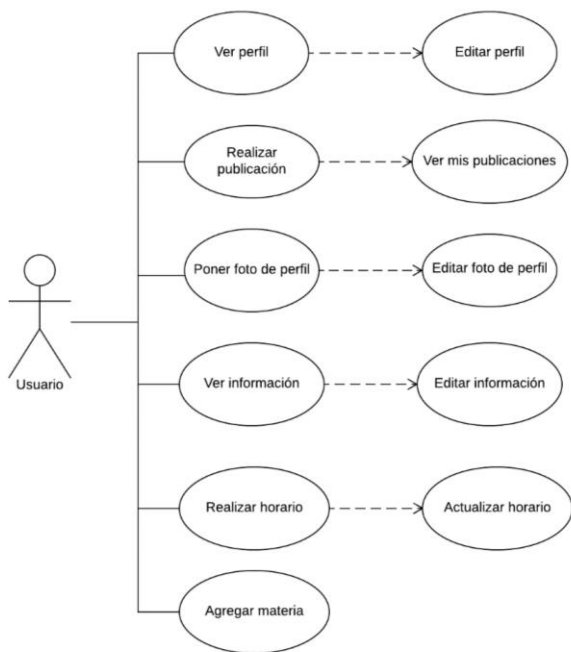 Ver perfil
Editar perfil
Realizar
publicación
Ver mis publicaciones
Poner foto de perfil
Editar foto de perfil
Usuario
Ver información
Editar información
Realizar horario
Actualizar horario
Agregar materia